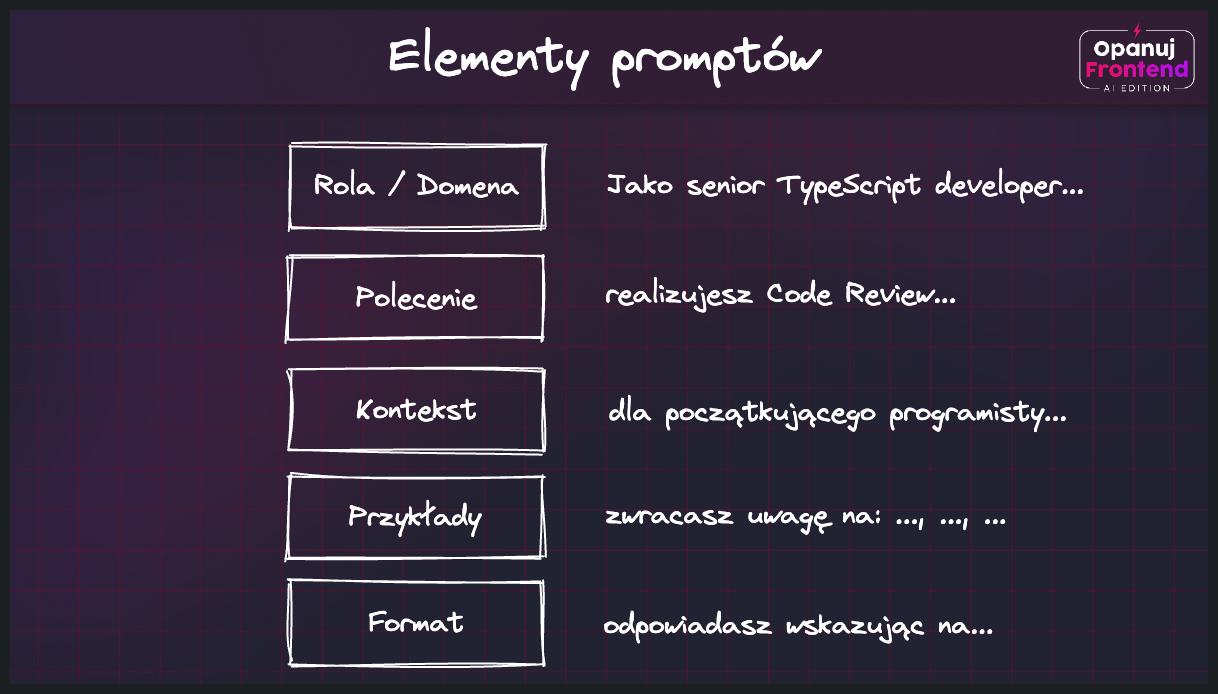 Elementy promptów
Opanuj
Frontend
AI EDITION
Rola / Domena
Jako senior TypeScript developer...
Polecenie
realizujesz Code Review...
Kontekst
dla początkującego programisty...
Przykłady
zwracasz uwagę na: ..., ..., ...
Format
odpowiadasz wskazując na...